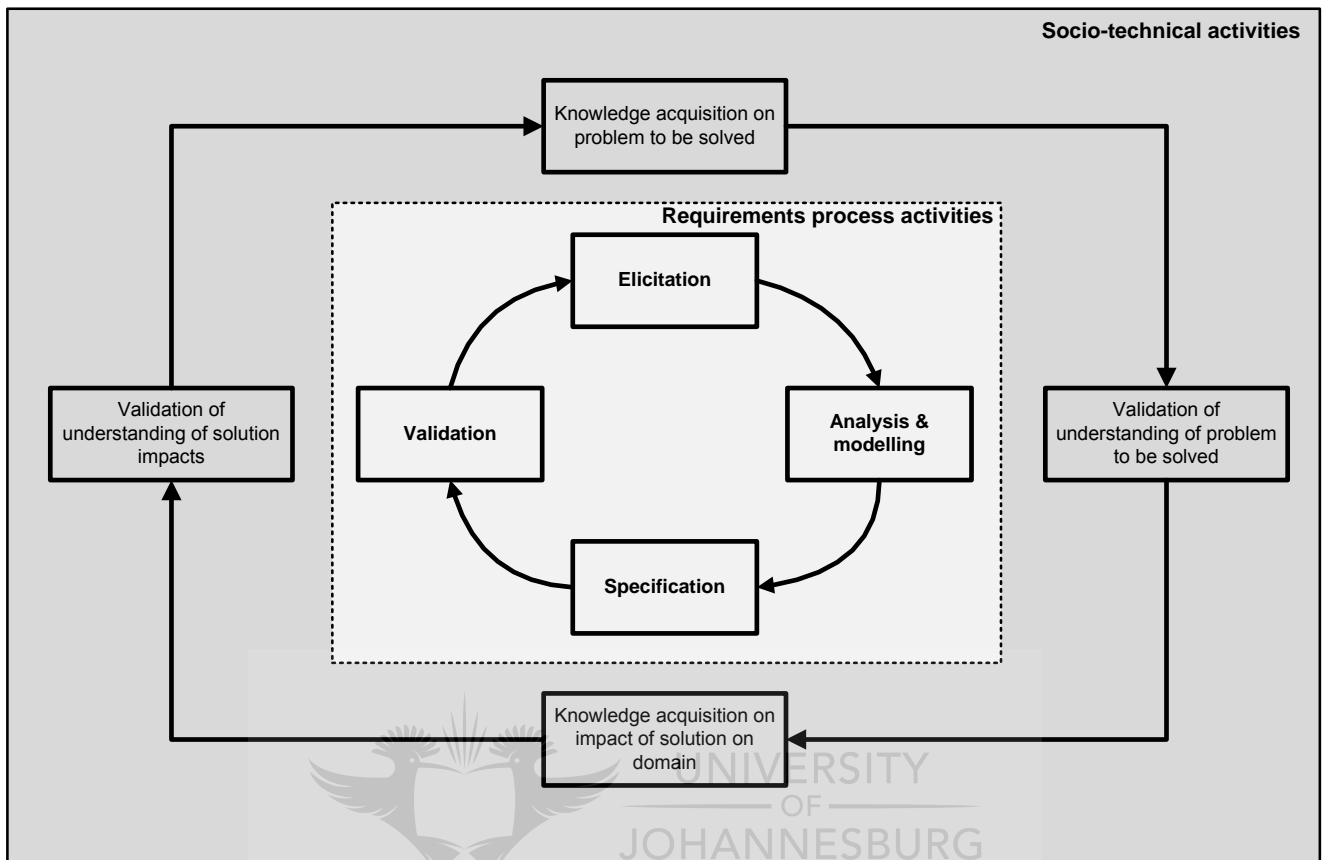 Socio-technical activities
Knowledge acquisition on
problem to be solved
Requirements process activities
Elicitation
Validation of
understanding of solution
impacts
Validation
Analysis &
modelling
Validation of
understanding of problem
to be solved
Specification
Knowledge acquisition on
impact of solution on
domain
UNIVERSITY
OF
JOHANNESBURG